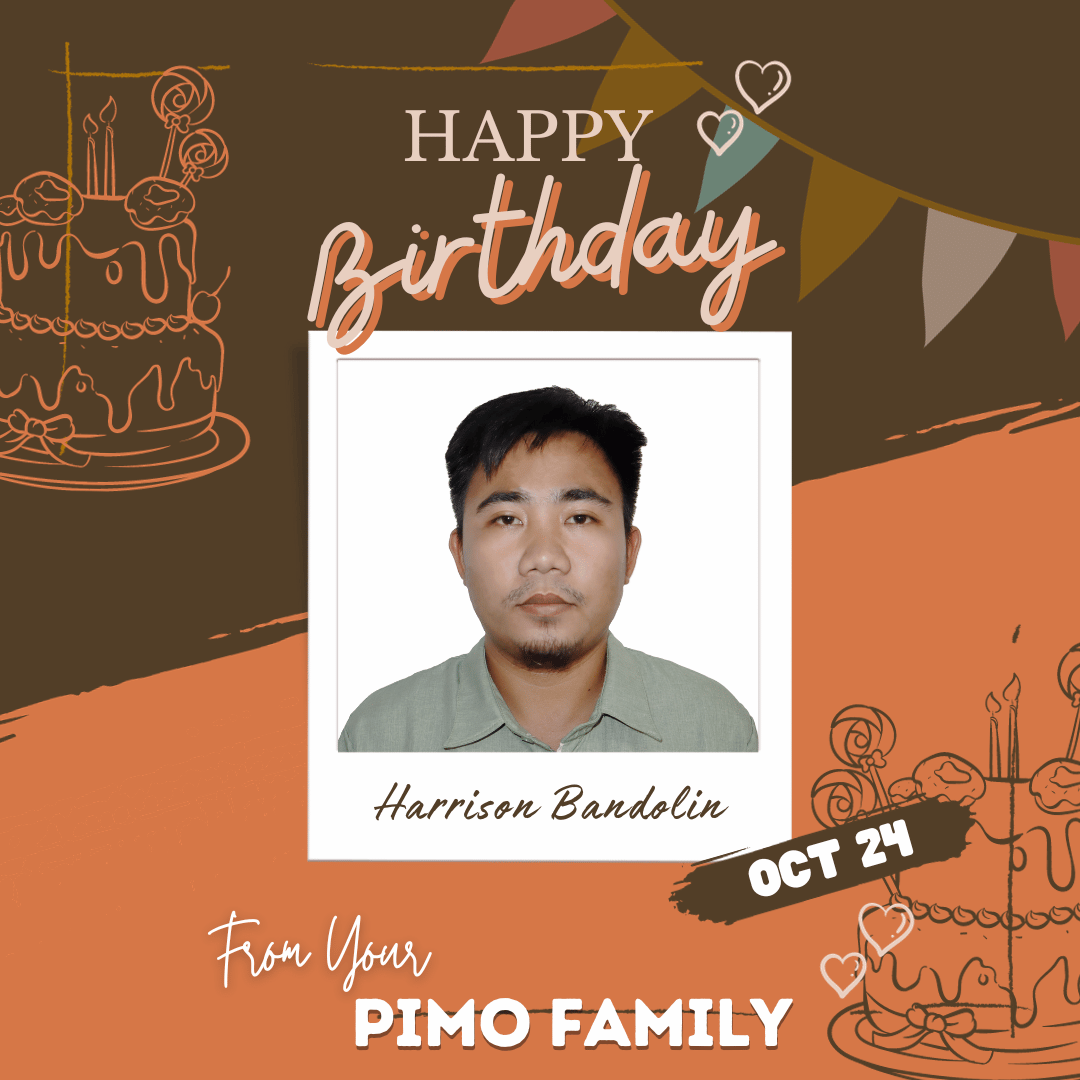 HAPPY
Birthday
Harrison Bandolin
OCT 24
From Your
PIMO FAMILY